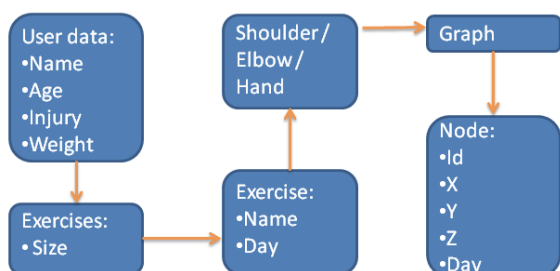 User data:
•Name
•Age
•Injury
•Weight
Exercises:
• Size
Exercise:
•Name
•Day
Shoulder /
Elbow /
Hand
Graph
Node:
•Id
•X
•Y
•Z
•Day